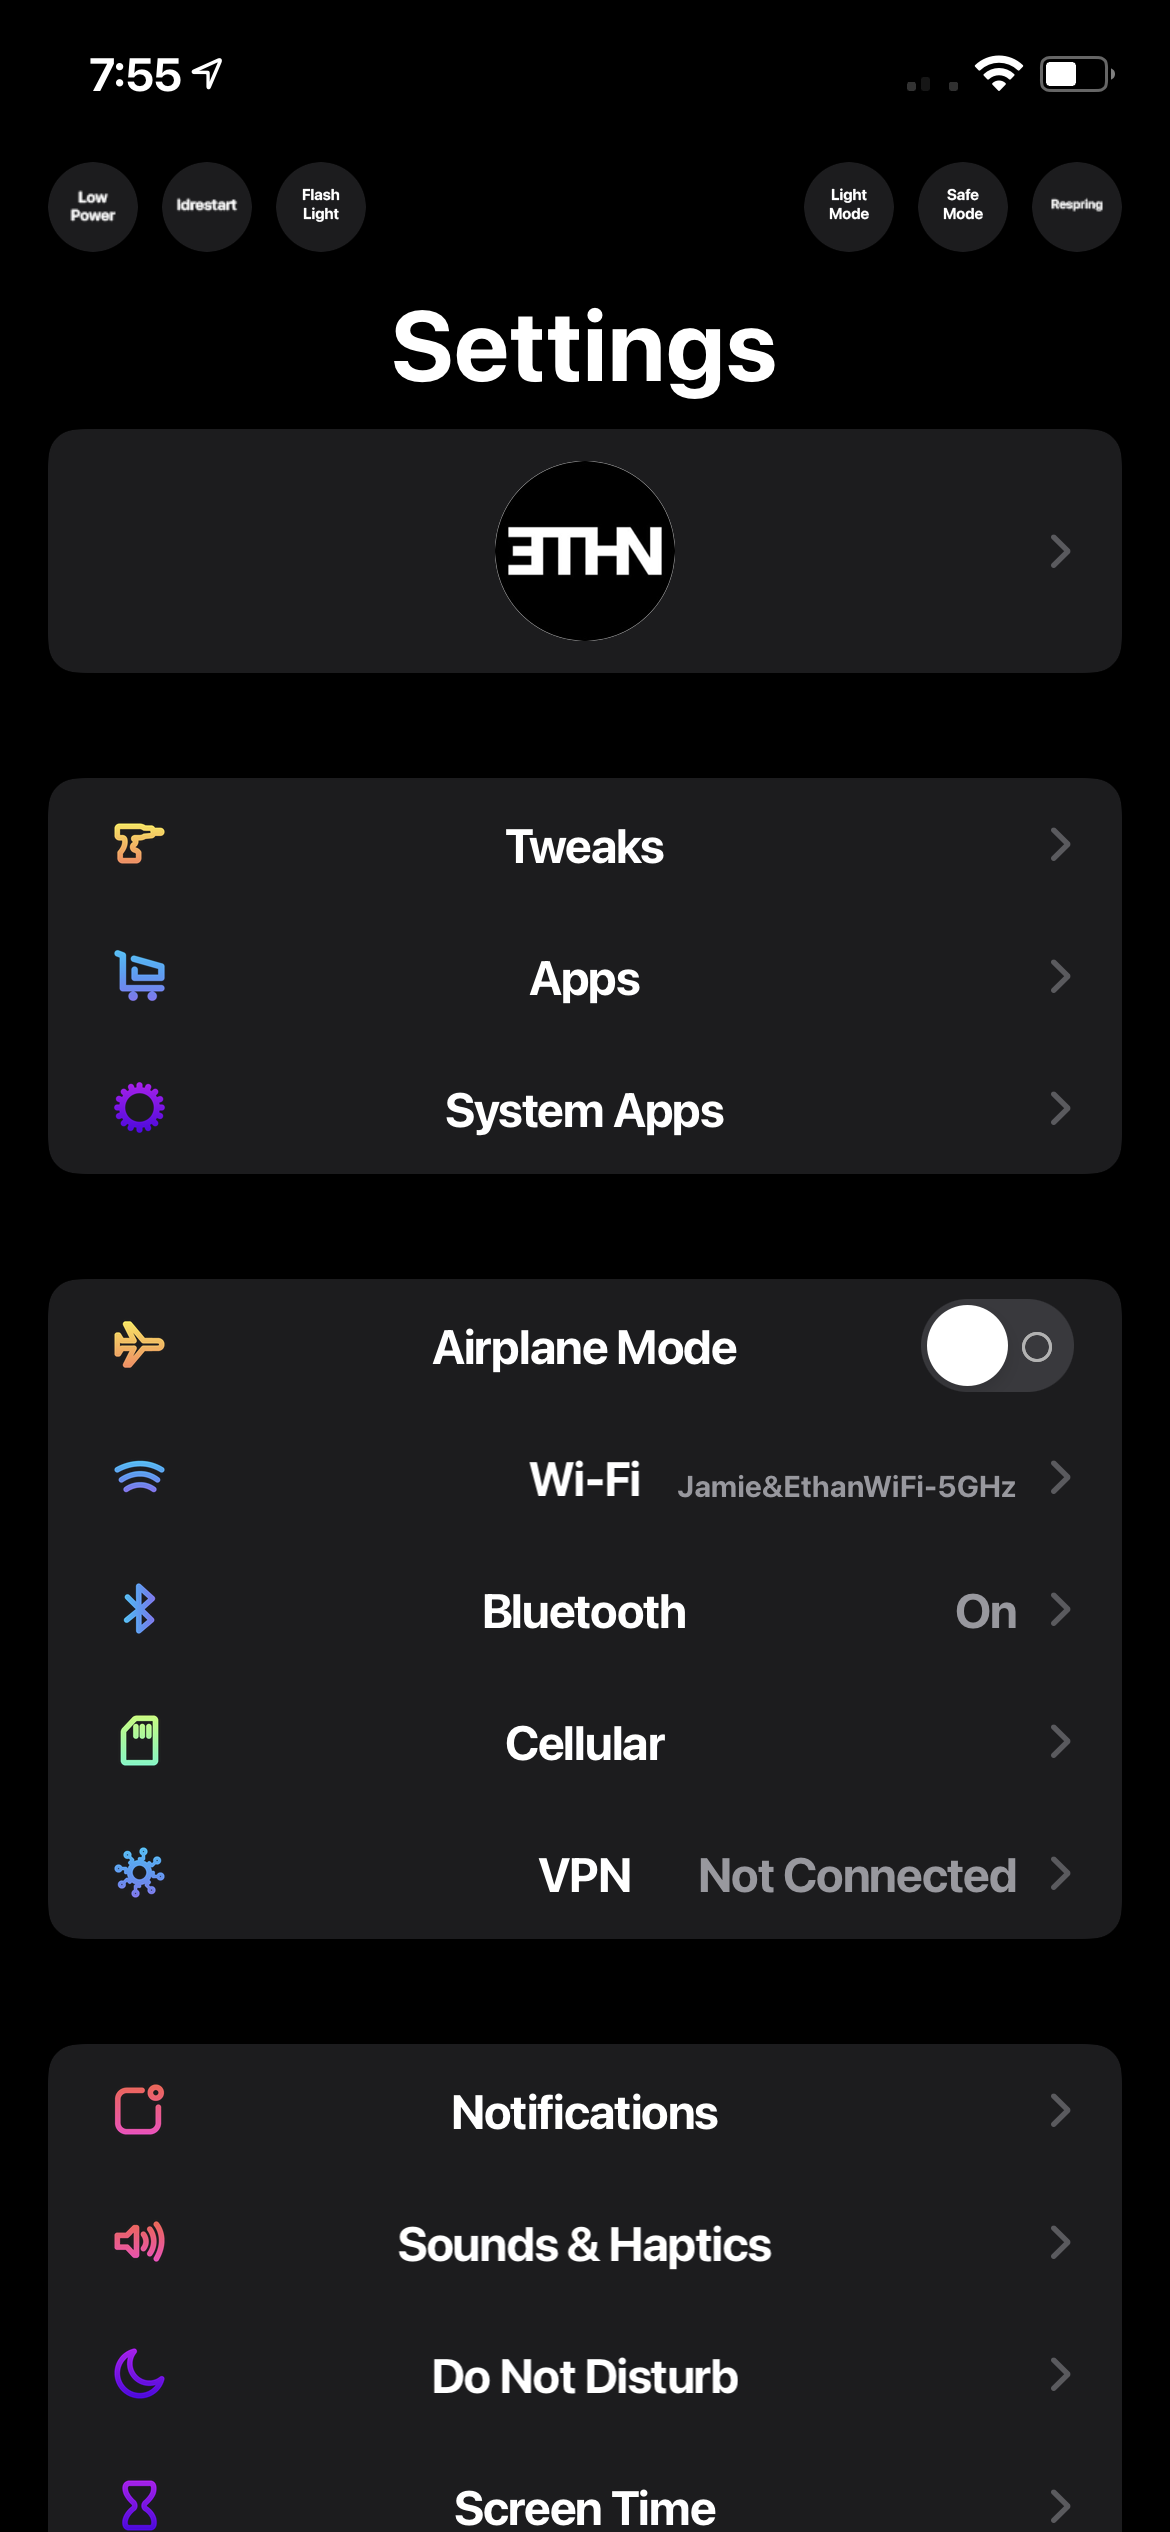 7:55
Low
Power
ldrestart
Flash
Light
Light
Mode
Safe
Mode
Respring
Settings
ETHN
Tweaks
Apps
System Apps
Airplane Mode
Wi-Fi Jamie&EthanWiFi-5GHz
Bluetooth On
Cellular
VPN Not Connected
Notifications
Sounds & Haptics
Do Not Disturb
Screen Time